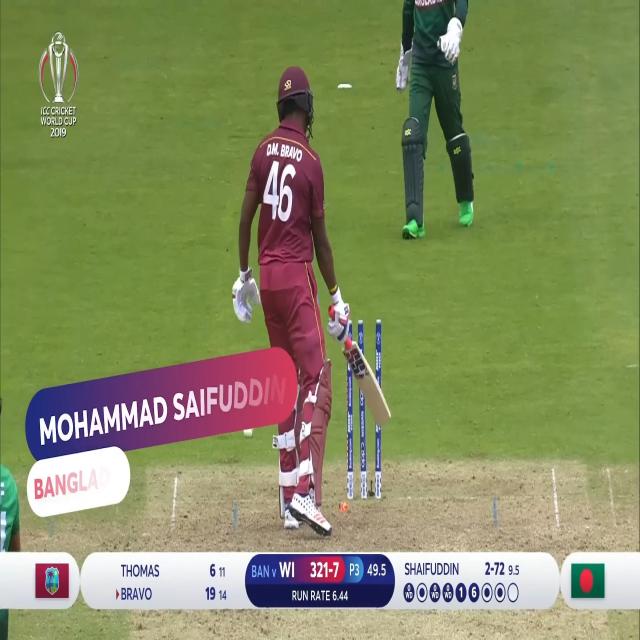 ICC CRICKET
WORLD CUP
2019
D.M. BRAVO
46
MOHAMMAD SAIFUDDIN
BANGLAD
THOMAS 6 11
BRAVO 19 14
BAN v WI 321-7 P3 49.5
RUN RATE 6.44
SHAIFUDDIN 2-72 9.5
1 6